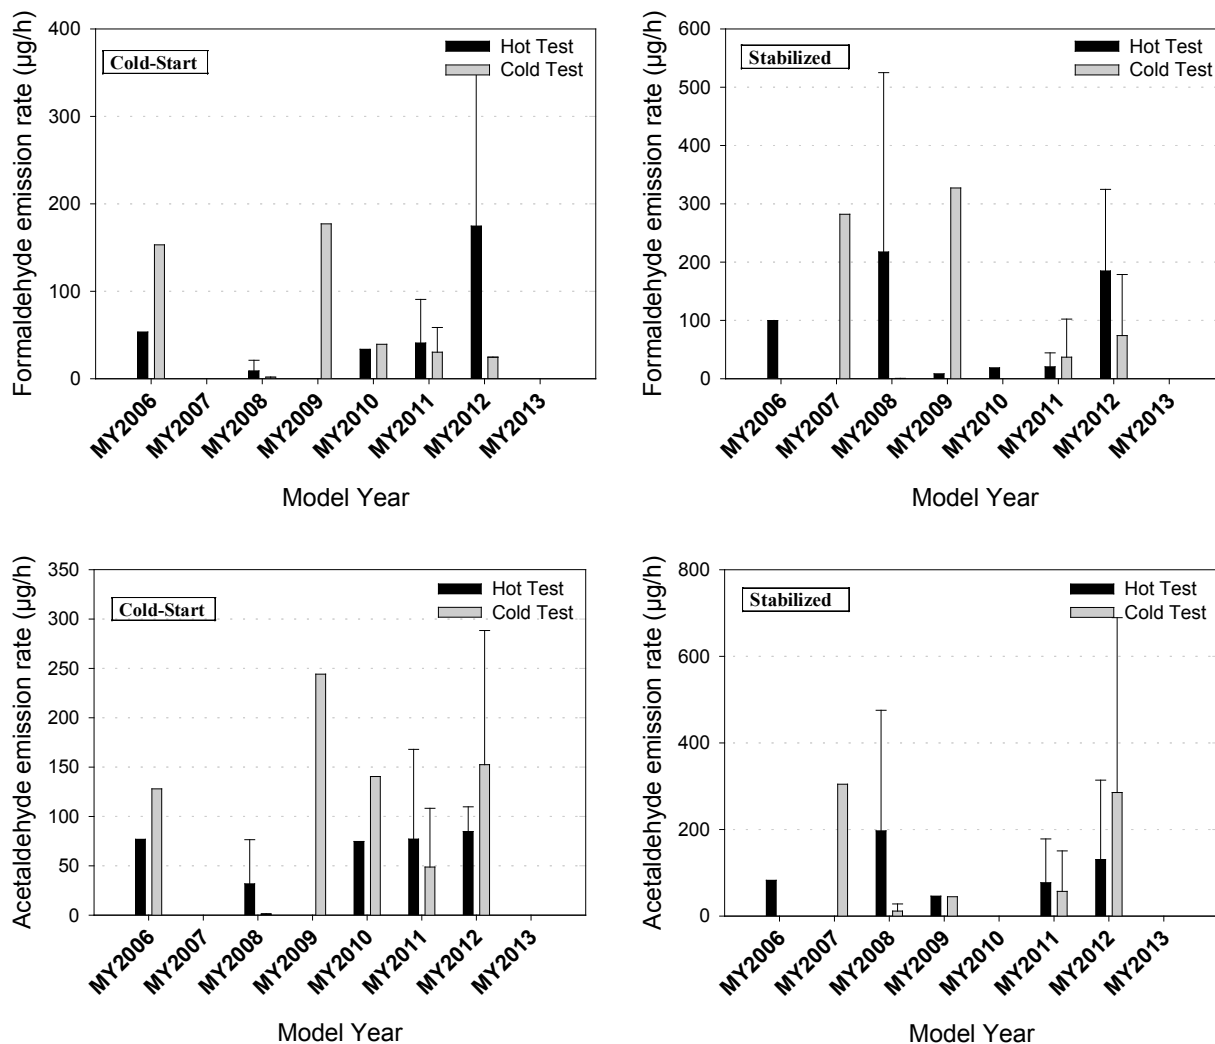 Formaldehyde emission rate (µg/h)
400
300
200
100
0
Cold-Start
Hot Test
Cold Test
MY2006
MY2007
MY2008
MY2009
MY2010
MY2011
MY2012
MY2013
Model Year
Formaldehyde emission rate (µg/h)
600
500
400
300
200
100
0
Stabilized
Hot Test
Cold Test
MY2006
MY2007
MY2008
MY2009
MY2010
MY2011
MY2012
MY2013
Model Year
Acetaldehyde emission rate (µg/h)
350
300
250
200
150
100
50
0
Cold-Start
Hot Test
Cold Test
MY2006
MY2007
MY2008
MY2009
MY2010
MY2011
MY2012
MY2013
Model Year
Acetaldehyde emission rate (µg/h)
800
600
400
200
0
Stabilized
Hot Test
Cold Test
MY2006
MY2007
MY2008
MY2009
MY2010
MY2011
MY2012
MY2013
Model Year